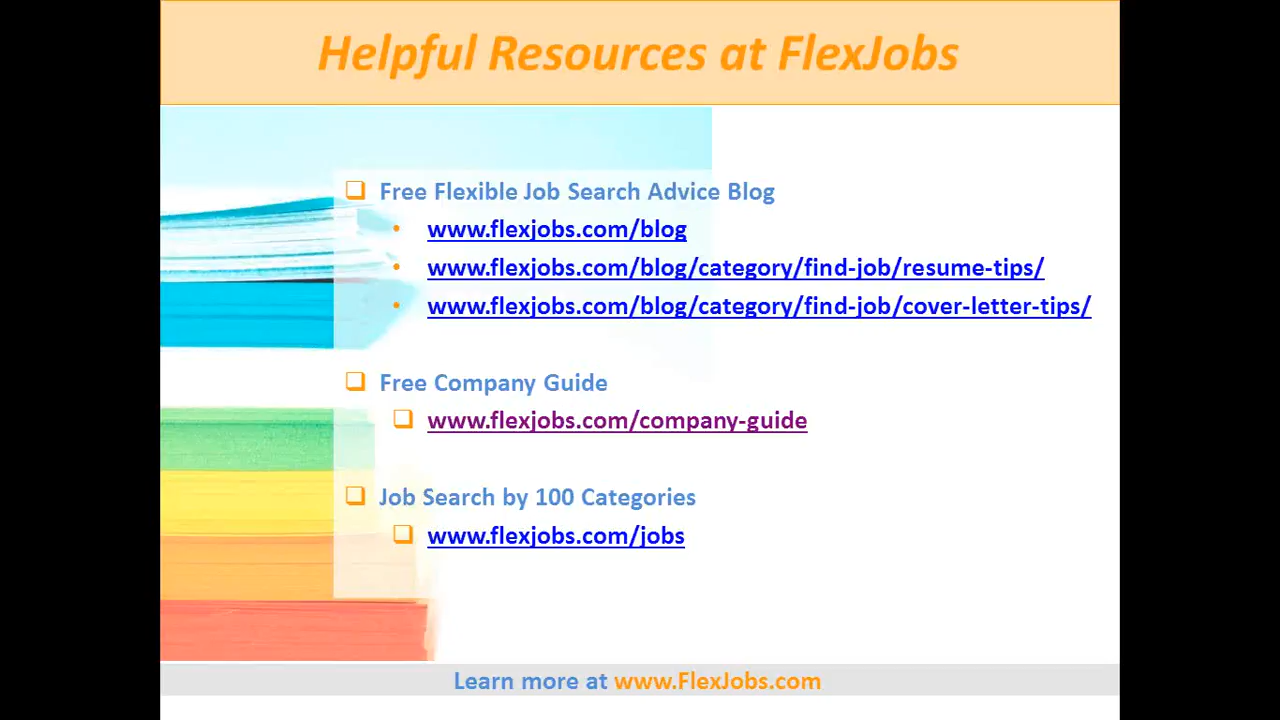 Helpful Resources at FlexJobs
Free Flexible Job Search Advice Blog
www.flexjobs.com/blog
www.flexjobs.com/blog/category/find-job/resume-tips/
www.flexjobs.com/blog/category/find-job/cover-letter-tips/
Free Company Guide
www.flexjobs.com/company-guide
Job Search by 100 Categories
www.flexjobs.com/jobs
Learn more at www.FlexJobs.com